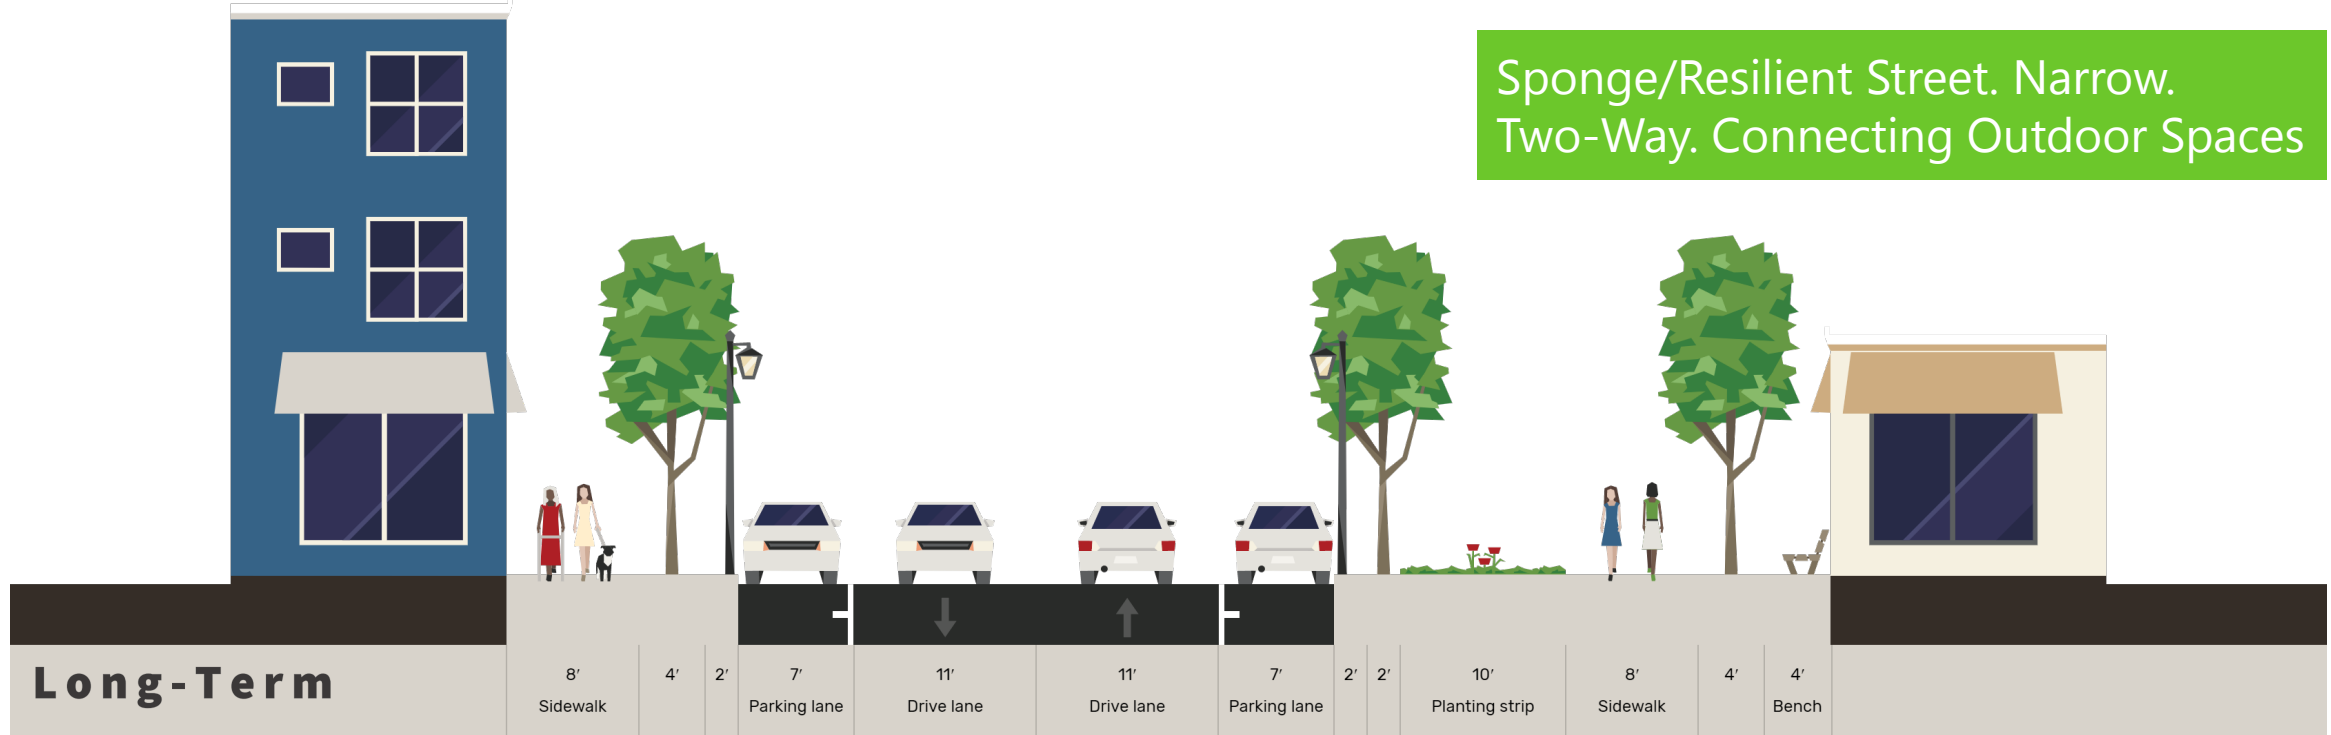 Sponge/Resilient Street. Narrow.
Two-Way. Connecting Outdoor Spaces
Long-Term
8′ 4′ 2′ 7′ 11′ 11′ 7′ 2′ 2′ 10′ 8′ 4′ 4′
Sidewalk Parking lane Drive lane Drive lane Parking lane Planting strip Sidewalk Bench